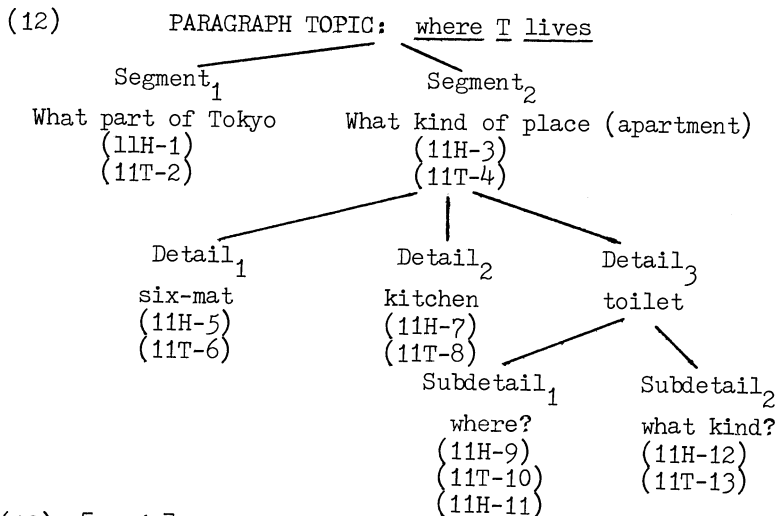 (12) PARAGRAPH TOPIC: where T lives
Segment1 Segment2
What part of Tokyo What kind of place (apartment)
(11H-1) (11H-3)
(11T-2) (11T-4)
Detail1 Detail2 Detail3
six-mat kitchen toilet
(11H-5) (11H-7)
(11T-6) (11T-8)
Subdetail1 Subdetail2
where? what kind?
(11H-9) (11H-12)
(11T-10) (11T-13)
(11H-11)